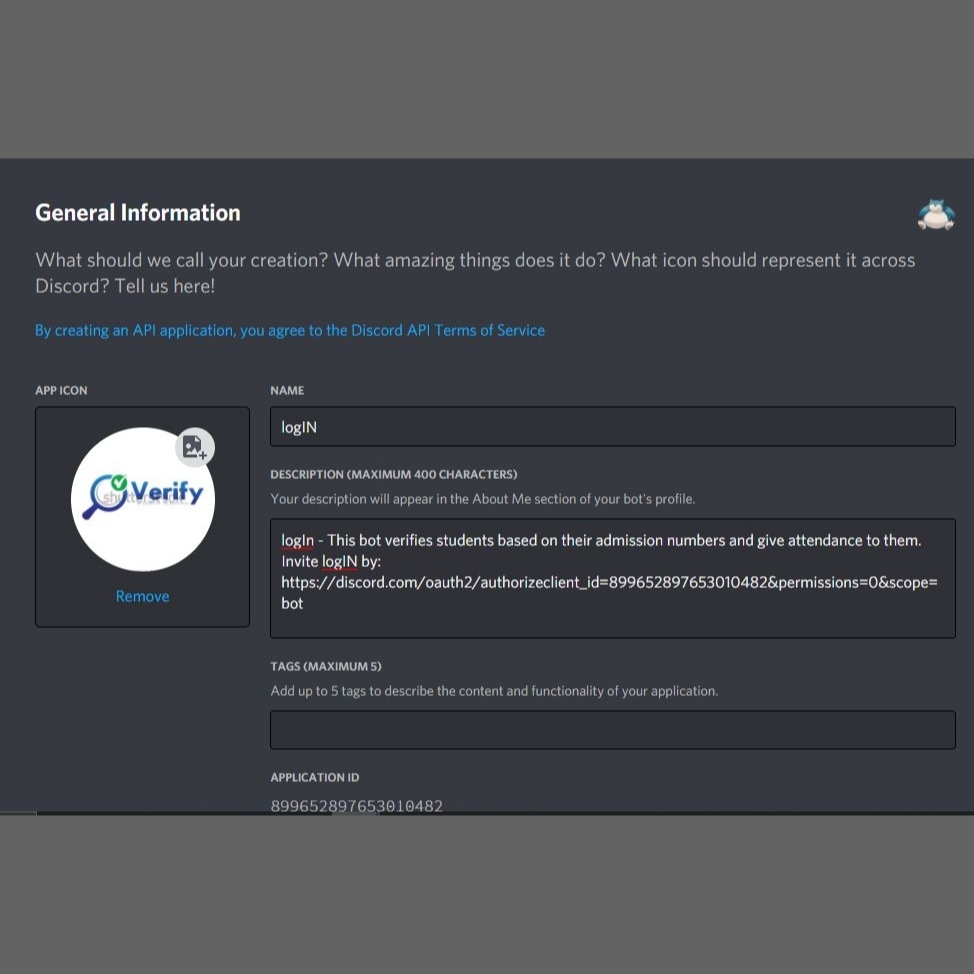 General Information
What should we call your creation? What amazing things does it do? What icon should represent it across
Discord? Tell us here!
By creating an API application, you agree to the Discord API Terms of Service
APP ICON
Verify
Remove
NAME
logIN
DESCRIPTION (MAXIMUM 400 CHARACTERS)
Your description will appear in the About Me section of your bot's profile.
logIn - This bot verifies students based on their admission numbers and give attendance to them.
Invite logIN by:
https://discord.com/oauth2/authorizeclient_id=899652897653010482&permissions=0&scope=
bot
TAGS (MAXIMUM 5)
Add up to 5 tags to describe the content and functionality of your application.
APPLICATION ID
899652897653010482